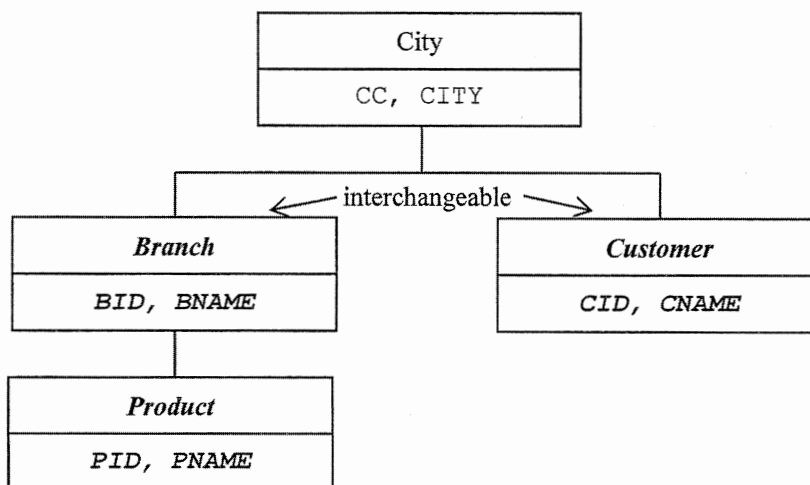 City
CC, CITY
interchangeable
Branch
Customer
BID, BNAME
CID, CNAME
Product
PID, PNAME